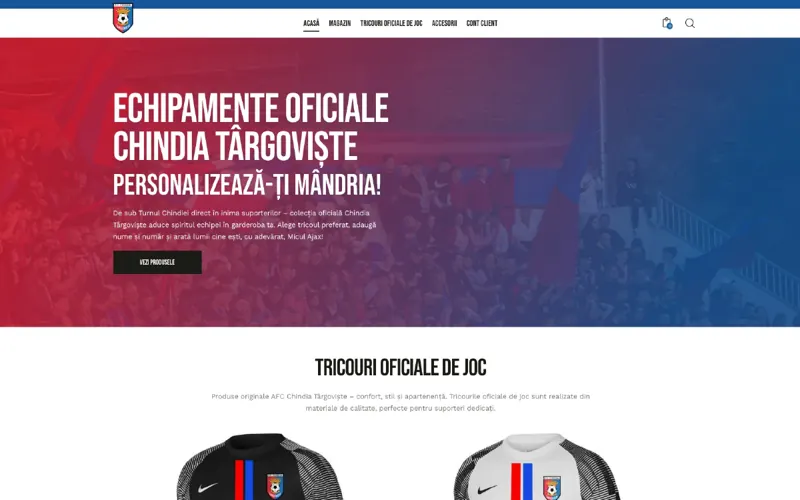 ACASĂ
MAGAZIN
TRICOURI OFICIALE DE JOC
ACCESORII
CONT CLIENT
ECHIPAMENTE OFICIALE
CHINDIA TÂRGOVIȘTE
PERSONALIZEAZĂ-ȚI MÂNDRIA!
De sub Turnul Chindiei direct în inima suporterilor – colecția oficială Chindia
Târgoviște aduce spiritul echipei în garderoba ta. Alege tricoul preferat, adaugă
nume și număr și arată lumii cine ești, cu adevărat, Micul Ajax!
VEZI PRODUSELE
TRICOURI OFICIALE DE JOC
Produse originale AFC Chindia Târgoviște – confort, stil și apartenență. Tricourile oficiale de joc sunt realizate din
materiale de calitate, perfecte pentru suporteri dedicați.